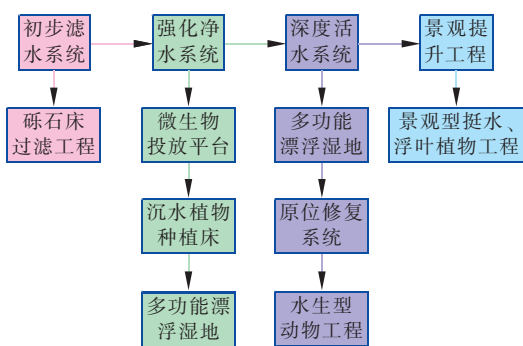 初步滤
水系统
强化净
水系统
深度活
水系统
景观提
升工程
砾石床
过滤工程
微生物
投放平台
多功能
漂浮湿地
景观型挺水、
浮叶植物工程
沉水植物
种植床
原位修复
系统
多功能漂
浮湿地
水生型
动物工程